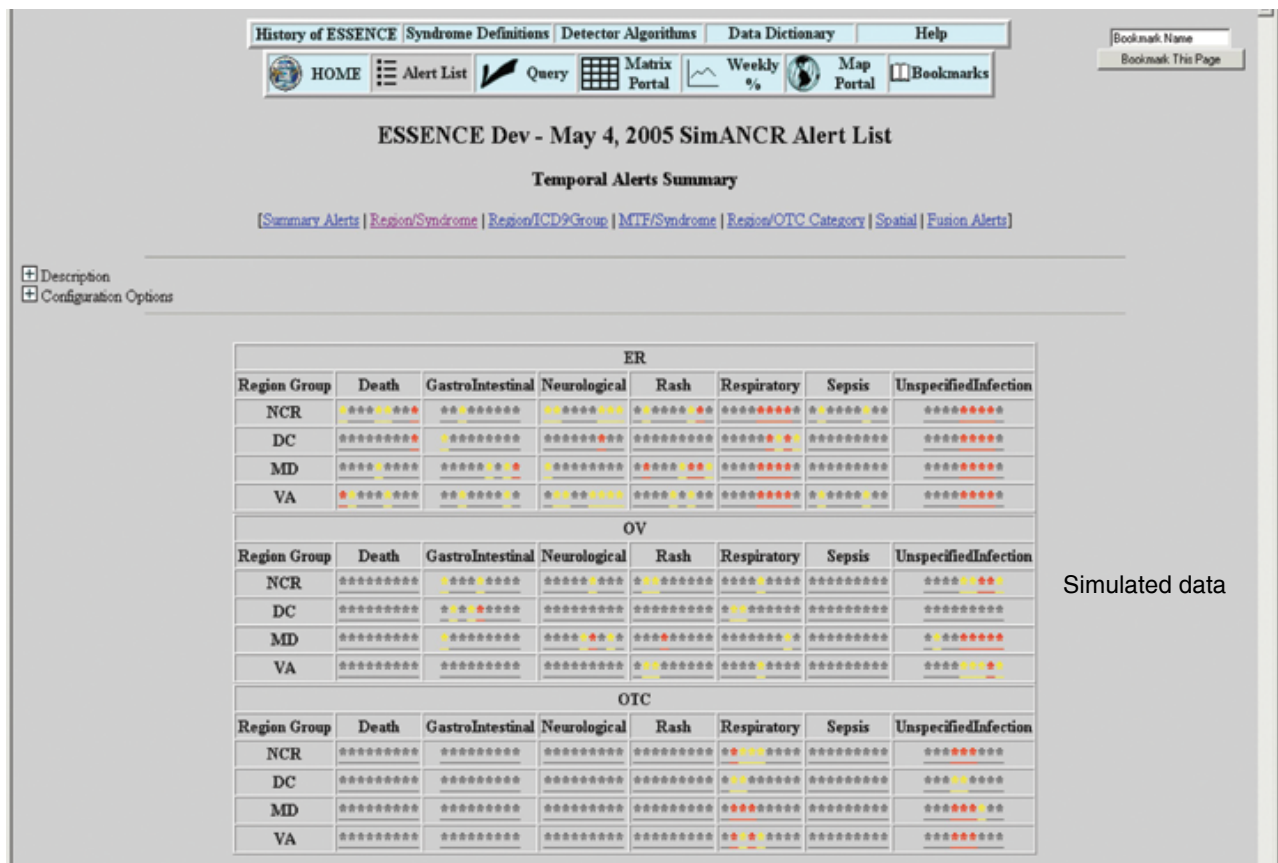 History of ESSENCE Syndrome Definitions Detector Algorithms Data Dictionary Help
Bookmark Name
Bookmark This Page
HOME Alert List Query Matrix Portal Weekly % Map Portal Bookmarks
ESSENCE Dev - May 4, 2005 SimANCR Alert List
Temporal Alerts Summary
[Summary Alerts | Region/Syndrome | Region/ICD9Group | MTF/Syndrome | Region/OTC Category | Spatial | Fusion Alerts]
Description
Configuration Options
ER
Region Group Death GastroIntestinal Neurological Rash Respiratory Sepsis UnspecifiedInfection
NCR
DC
MD
VA
OV
Region Group Death GastroIntestinal Neurological Rash Respiratory Sepsis UnspecifiedInfection
NCR
Simulated data
DC
MD
VA
OTC
Region Group Death GastroIntestinal Neurological Rash Respiratory Sepsis UnspecifiedInfection
NCR
DC
MD
VA